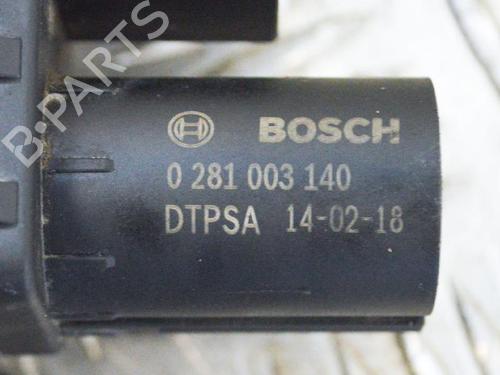 BOSCH
0 281 003 140
DTPSA 14-02-18
B-PARTS